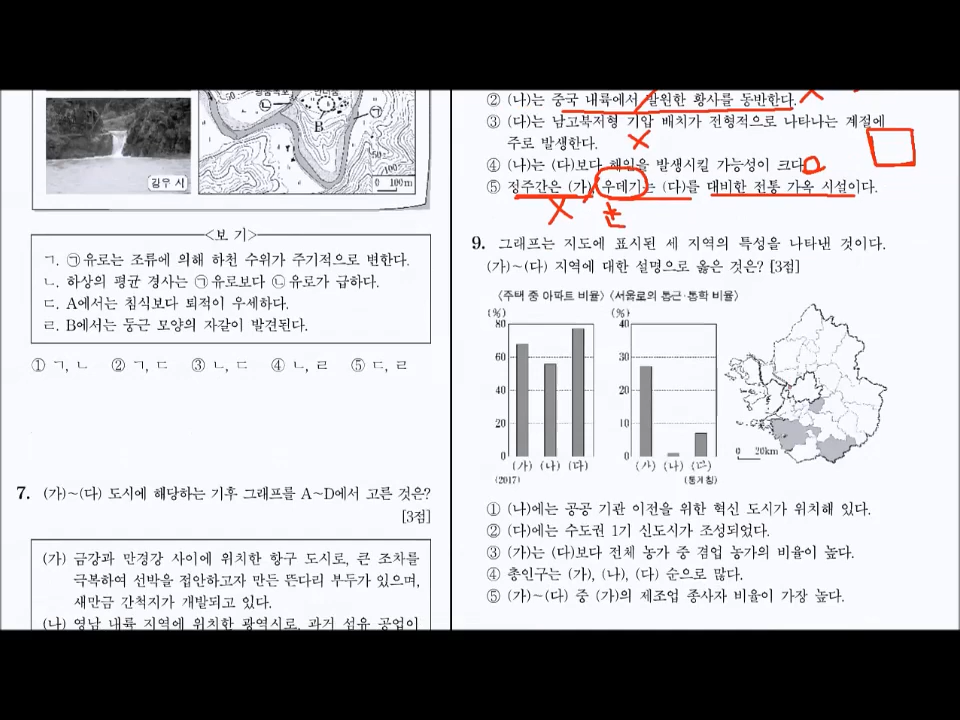 50
B
㉠
㉡
50
100
0 100m
김우 시
<보 기>
ㄱ. ㉠유로는 조류에 의해 하천 수위가 주기적으로 변한다.
ㄴ. 하상의 평균 경사는 ㉠유로보다 ㉡유로가 급하다.
ㄷ. A에서는 침식보다 퇴적이 우세하다.
ㄹ. B에서는 둥근 모양의 자갈이 발견된다.
① ㄱ, ㄴ ② ㄱ, ㄷ ③ ㄴ, ㄷ ④ ㄴ, ㄹ ⑤ ㄷ, ㄹ
7. (가)~(다) 도시에 해당하는 기후 그래프를 A~D에서 고른 것은?
[3점]
(가) 금강과 만경강 사이에 위치한 항구 도시로, 큰 조차를
극복하여 선박을 접안하고자 만든 뜬다리 부두가 있으며,
새만금 간척지가 개발되고 있다.
(나) 영남 내륙 지역에 위치한 광역시로, 과거 섬유 공업이
② (나)는 중국 내륙에서 발원한 황사를 동반한다.
③ (다)는 남고북저형 기압 배치가 전형적으로 나타나는 계절에
주로 발생한다.
④ (나)는 (다)보다 해일을 발생시킬 가능성이 크다.
⑤ 정주간은 (가), 우데기는 (다)를 대비한 전통 가옥 시설이다.
9. 그래프는 지도에 표시된 세 지역의 특성을 나타낸 것이다.
(가)~(다) 지역에 대한 설명으로 옳은 것은? [3점]
<주택 중 아파트 비율> <서울로의 통근·통학 비율>
(%) (%)
80 40
60 30
40 20
20 10
0 0
(가) (나) (다) (가) (나) (다)
(2017) (통계청)
0 20km
① (나)에는 공공 기관 이전을 위한 혁신 도시가 위치해 있다.
② (다)에는 수도권 1기 신도시가 조성되었다.
③ (가)는 (다)보다 전체 농가 중 겸업 농가의 비율이 높다.
④ 총인구는 (가), (나), (다) 순으로 많다.
⑤ (가)~(다) 중 (가)의 제조업 종사자 비율이 가장 높다.